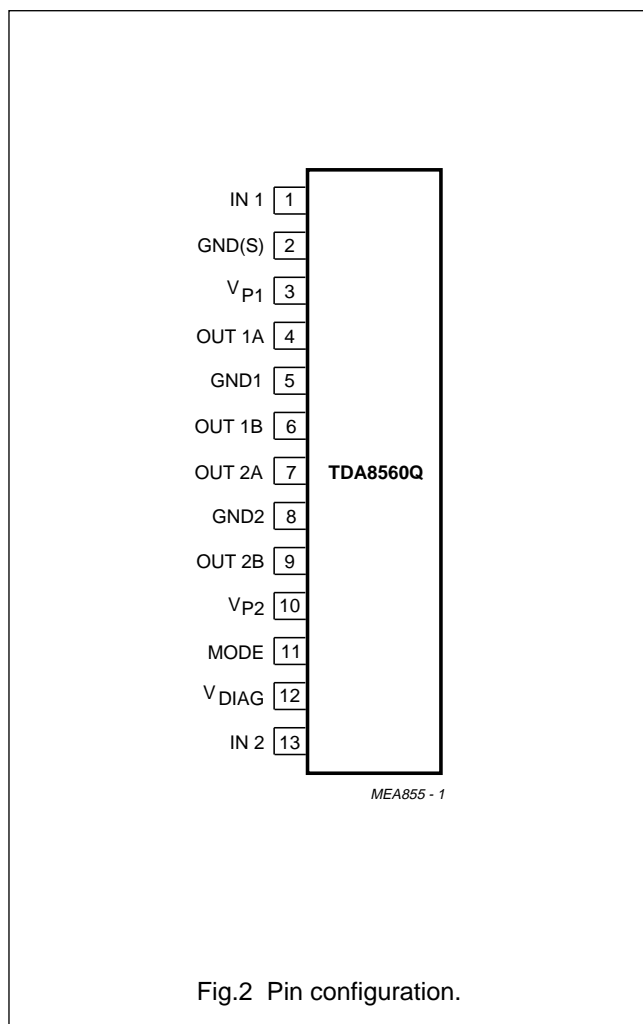 IN 1 1
GND(S) 2
VP1 3
OUT 1A 4
GND1 5
OUT 1B 6
OUT 2A 7 TDA8560Q
GND2 8
OUT 2B 9
VP2 10
MODE 11
VDIAG 12
IN 2 13
MEA855 - 1
Fig.2 Pin configuration.